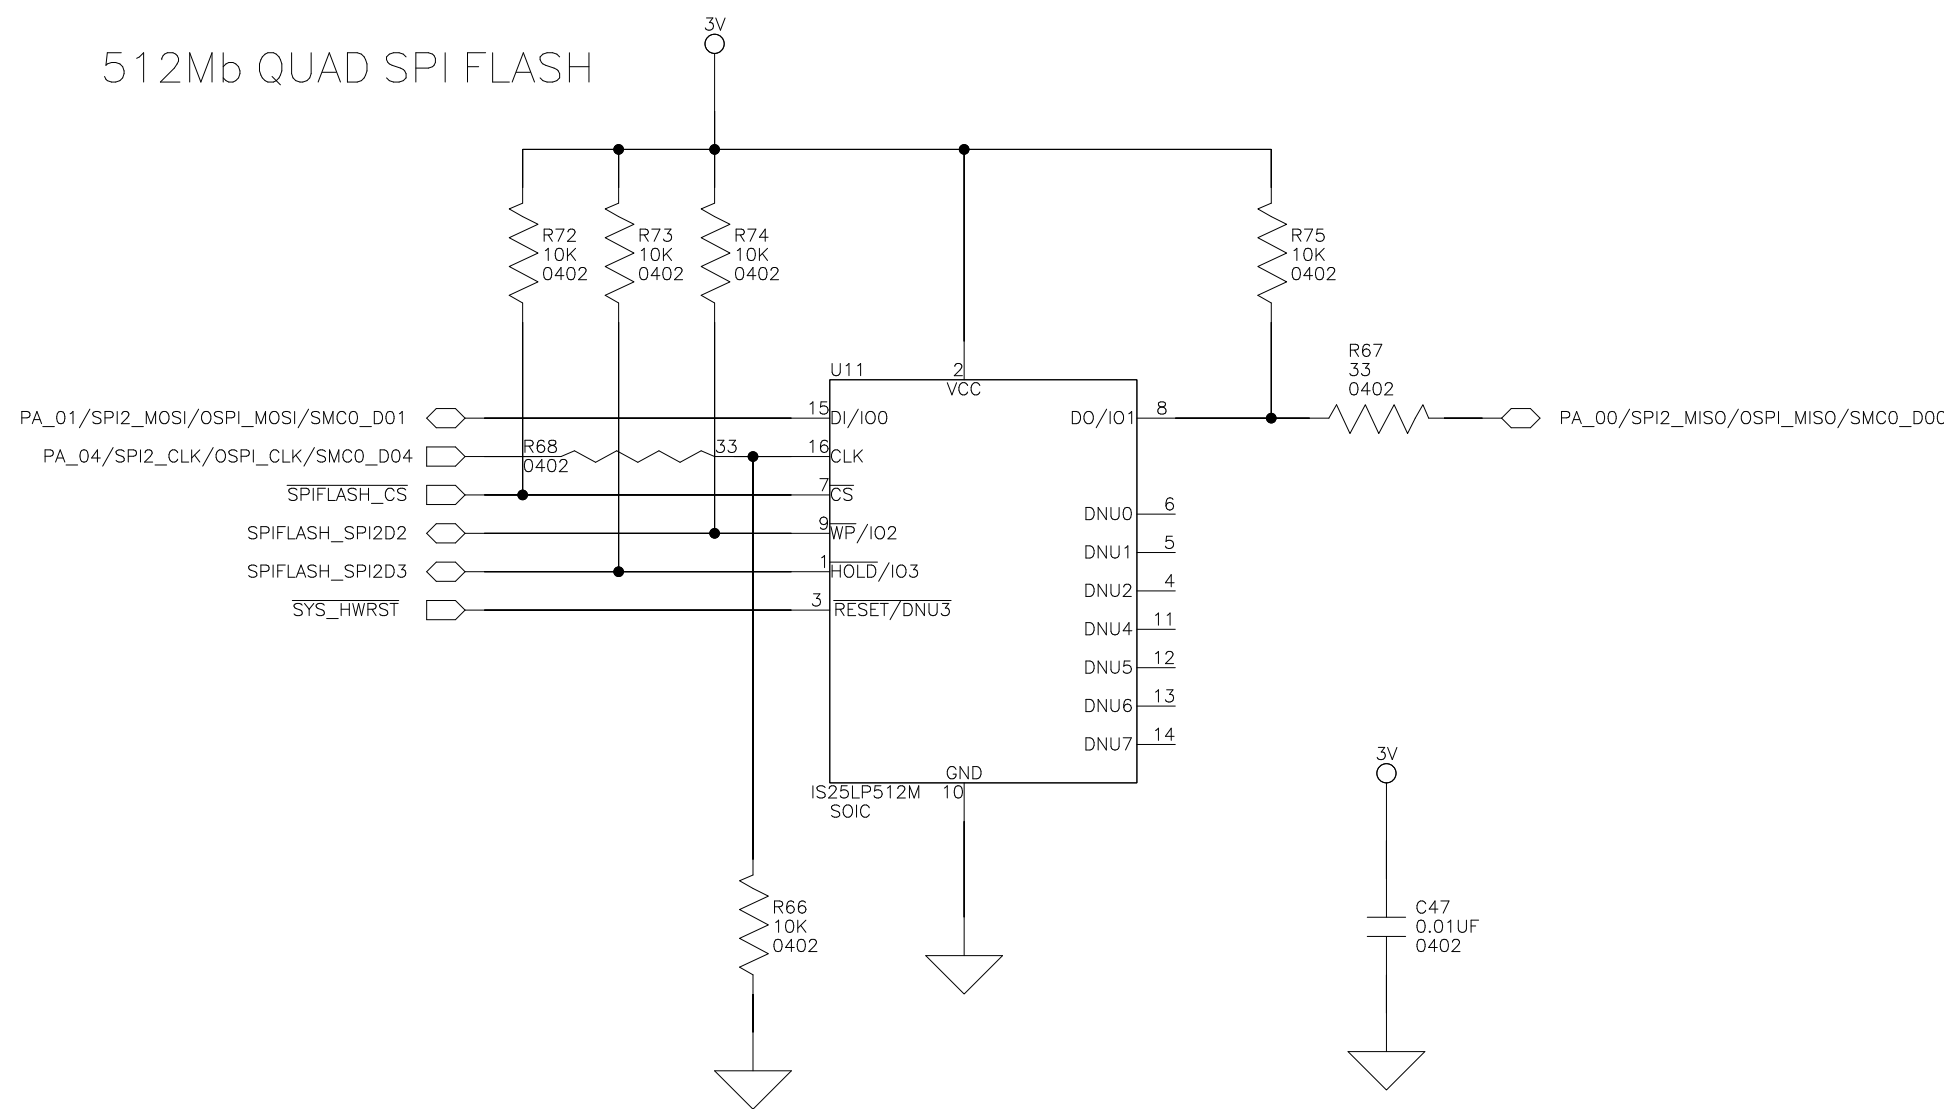 3V
512Mb QUAD SPI FLASH
R72
10K
0402
R73
10K
0402
R74
10K
0402
R75
10K
0402
R67
33
0402
U11
2
VCC
PA_01/SPI2_MOSI/OSPI_MOSI/SMC0_D01
15
DI/IO0
DO/IO1
8
PA_00/SPI2_MISO/OSPI_MISO/SMC0_D00
PA_04/SPI2_CLK/OSPI_CLK/SMC0_D04
R68
0402
33
16
CLK
SPIFLASH_CS
7
CS
SPIFLASH_SPI2D2
9
WP/IO2
SPIFLASH_SPI2D3
1
HOLD/IO3
SYS_HWRST
3
RESET/DNU3
DNU0
6
DNU1
5
DNU2
4
DNU4
11
DNU5
12
DNU6
13
DNU7
14
GND
10
IS25LP512M
SOIC
R66
10K
0402
3V
C47
0.01UF
0402